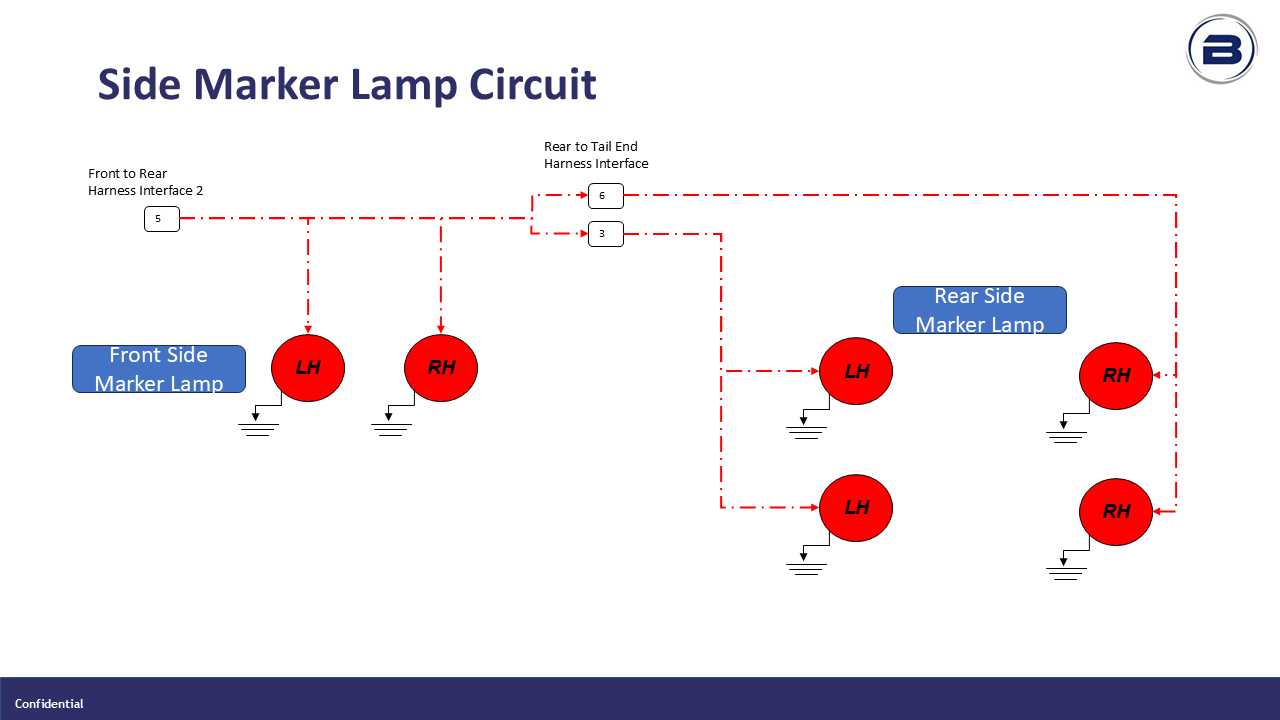 Side Marker Lamp Circuit
B
Rear to Tail End
Harness Interface
Front to Rear
Harness Interface 2
6
5
3
Rear Side
Marker Lamp
Front Side
Marker Lamp
LH
RH
LH
RH
LH
RH
Confidential